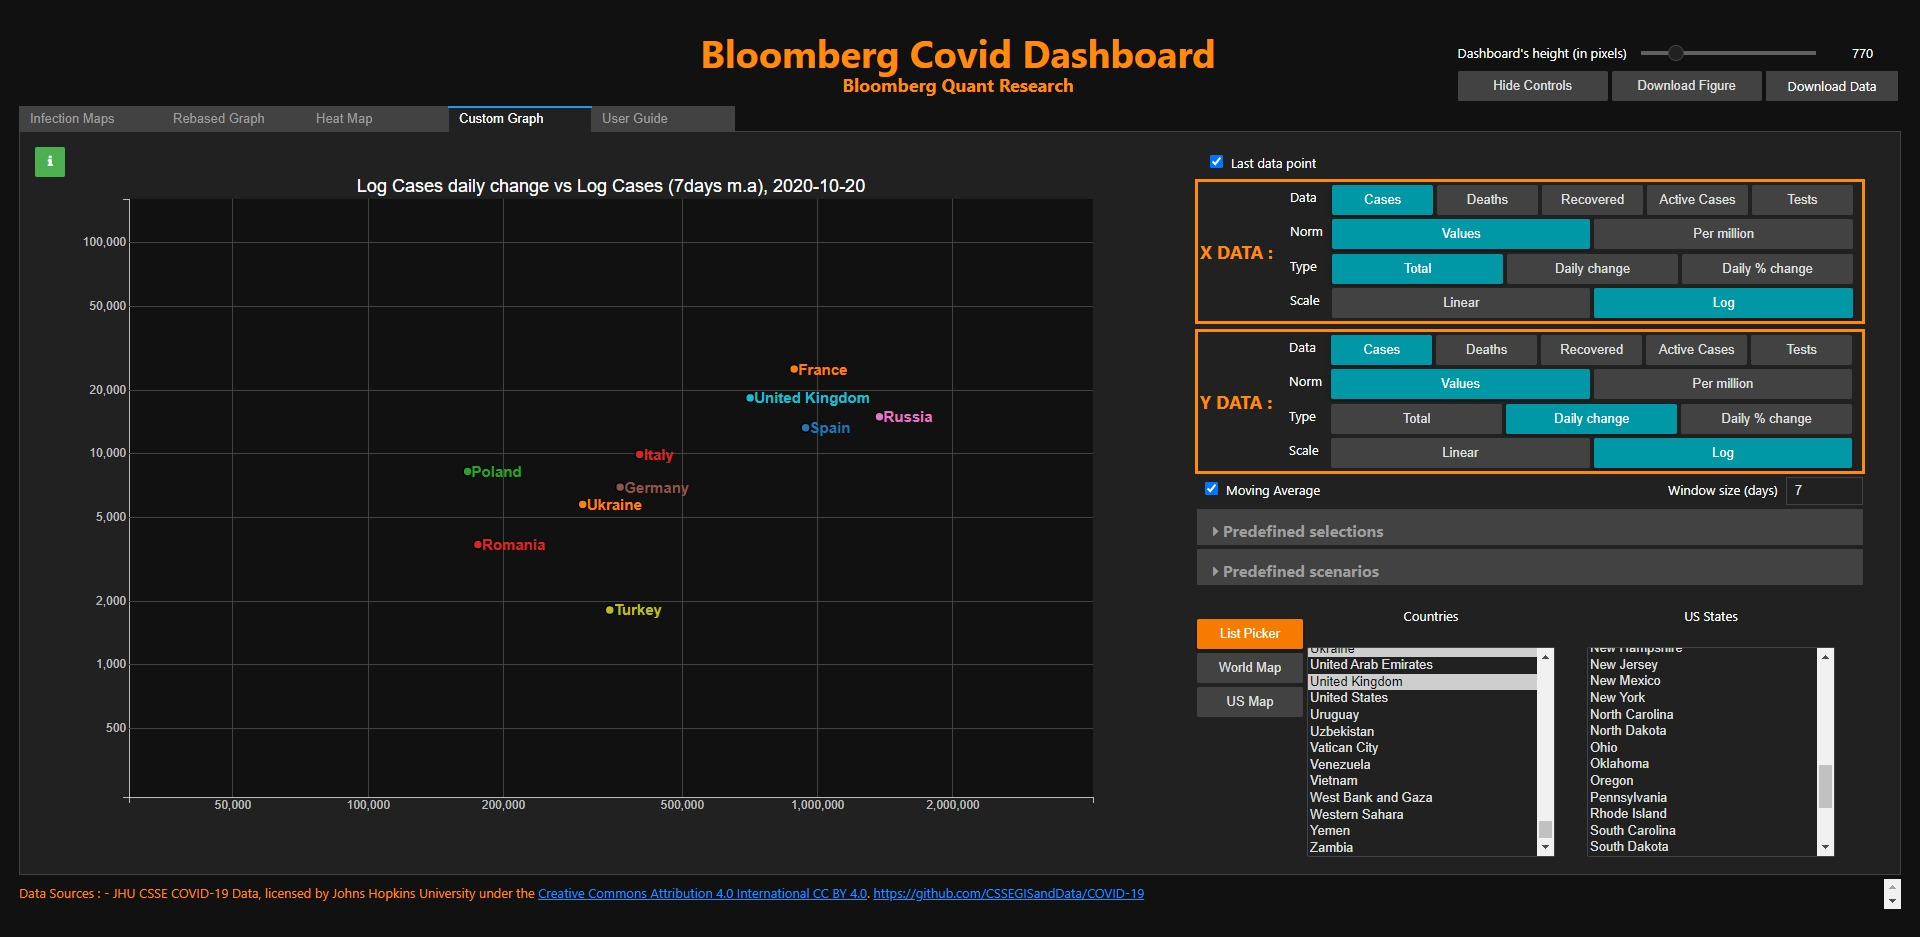 Bloomberg Covid Dashboard
Bloomberg Quant Research
Dashboard's height (in pixels) 770
Hide Controls Download Figure Download Data
Infection Maps Rebased Graph Heat Map Custom Graph User Guide
i
Log Cases daily change vs Log Cases (7days m.a), 2020-10-20
100,000
50,000
20,000
10,000
5,000
2,000
1,000
500
France
United Kingdom
Russia
Spain
Italy
Poland
Germany
Ukraine
Romania
Turkey
50,000 100,000 200,000 500,000 1,000,000 2,000,000
Last data point
X DATA :
Data Cases Deaths Recovered Active Cases Tests
Norm Values Per million
Type Total Daily change Daily % change
Scale Linear Log
Y DATA :
Data Cases Deaths Recovered Active Cases Tests
Norm Values Per million
Type Total Daily change Daily % change
Scale Linear Log
Moving Average Window size (days) 7
Predefined selections
Predefined scenarios
List Picker
World Map
US Map
Countries
Ukraine
United Arab Emirates
United Kingdom
United States
Uruguay
Uzbekistan
Vatican City
Venezuela
Vietnam
West Bank and Gaza
Western Sahara
Yemen
Zambia
US States
New Hampshire
New Jersey
New Mexico
New York
North Carolina
North Dakota
Ohio
Oklahoma
Oregon
Pennsylvania
Rhode Island
South Carolina
South Dakota
Data Sources : - JHU CSSE COVID-19 Data, licensed by Johns Hopkins University under the Creative Commons Attribution 4.0 International CC BY 4.0. https://github.com/CSSEGISandData/COVID-19